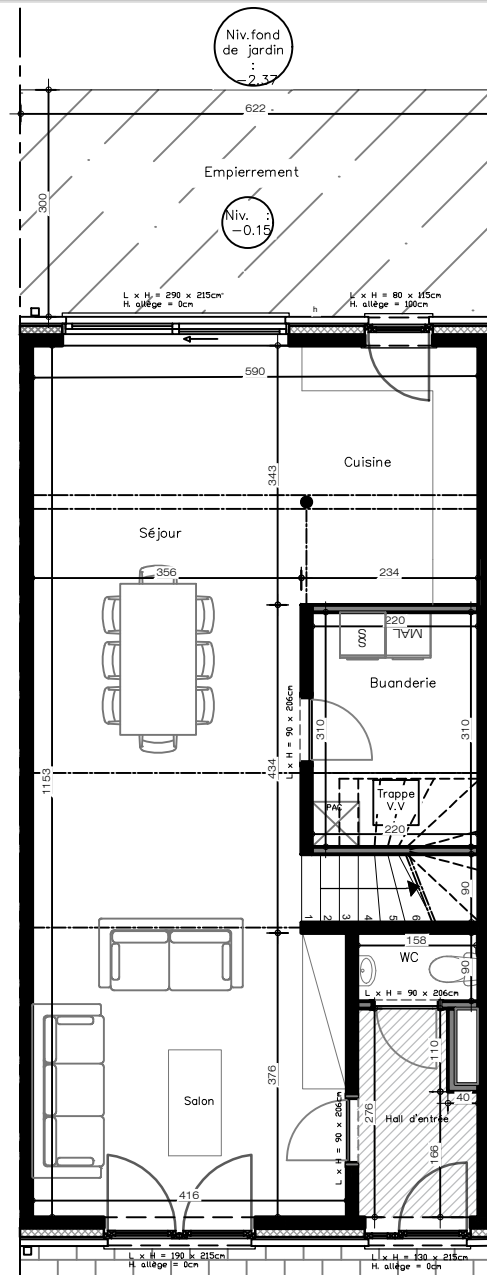 Niv.fond
de jardin
:
-2.37
622
Empierrement
300
Niv. :
-0.15
L x H = 290 x 215cm
H. allège = 0cm
h
L x H = 80 x 115cm
H. allège = 100cm
590
343
Cuisine
Séjour
356
234
220
SS
MAL
Buanderie
L x H = 90 x 206cm
310
310
434
1153
Trappe
V.V
PAC
220
90
1
2
3
4
5
6
158
WC
90
L x H = 90 x 206cm
110
40
376
Salon
276
Hall d'entrée
L x H = 90 x 206cm
166
416
L x H = 190 x 215cm
H. allège = 0cm
L x H = 130 x 215cm
H. allège = 0cm